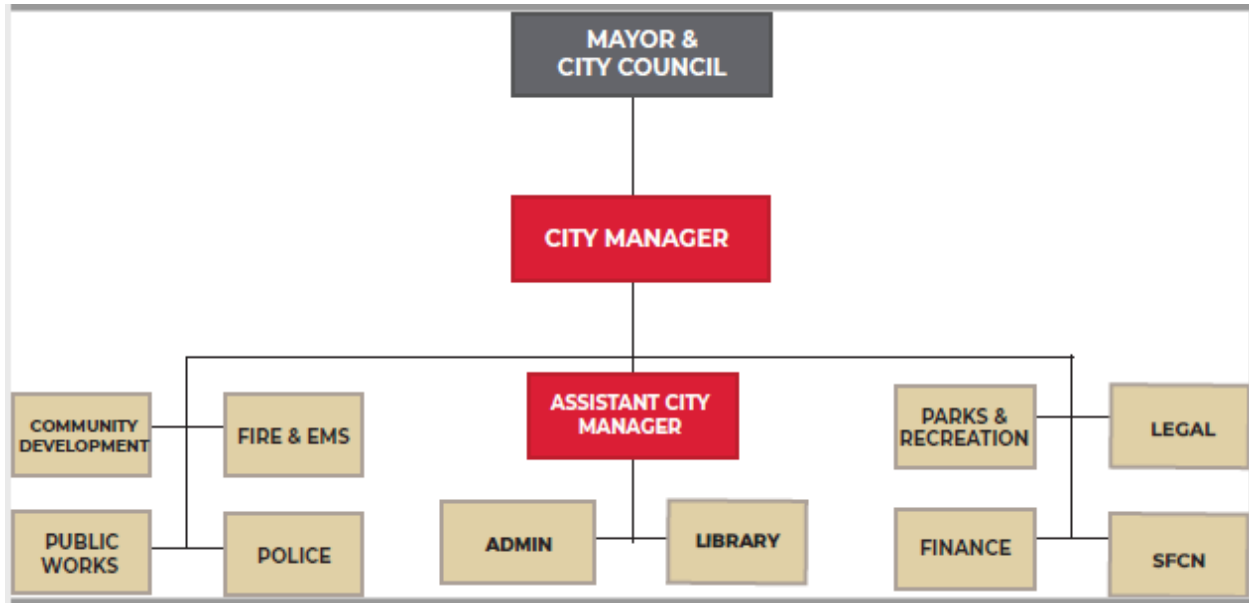 MAYOR &
CITY COUNCIL
CITY MANAGER
ASSISTANT CITY
MANAGER
COMMUNITY
DEVELOPMENT
FIRE & EMS
PARKS &
RECREATION
LEGAL
PUBLIC
WORKS
POLICE
ADMIN
LIBRARY
FINANCE
SFCN